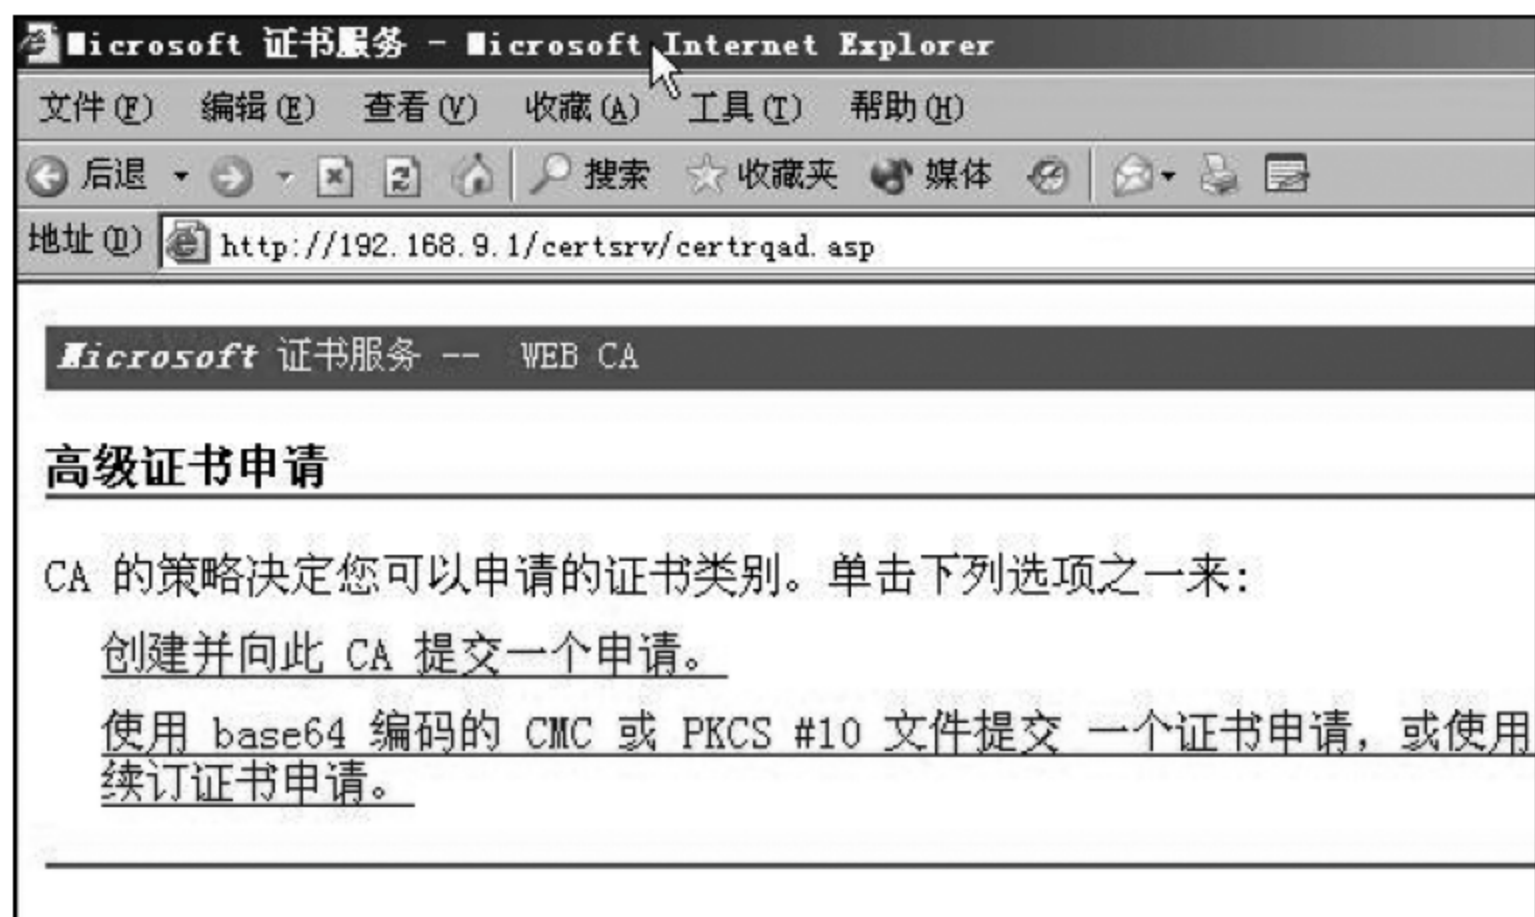 Microsoft 证书服务 - Microsoft Internet Explorer
文件(F) 编辑(E) 查看(V) 收藏(A) 工具(T) 帮助(H)
后退 搜索 收藏夹 媒体
地址(D) http://192.168.9.1/certsrv/certrqad.asp
Microsoft 证书服务 -- WEB CA
高级证书申请
CA 的策略决定您可以申请的证书类别。单击下列选项之一来:
创建并向此 CA 提交一个申请。
使用 base64 编码的 CMC 或 PKCS #10 文件提交 一个证书申请，或使用
续订证书申请。